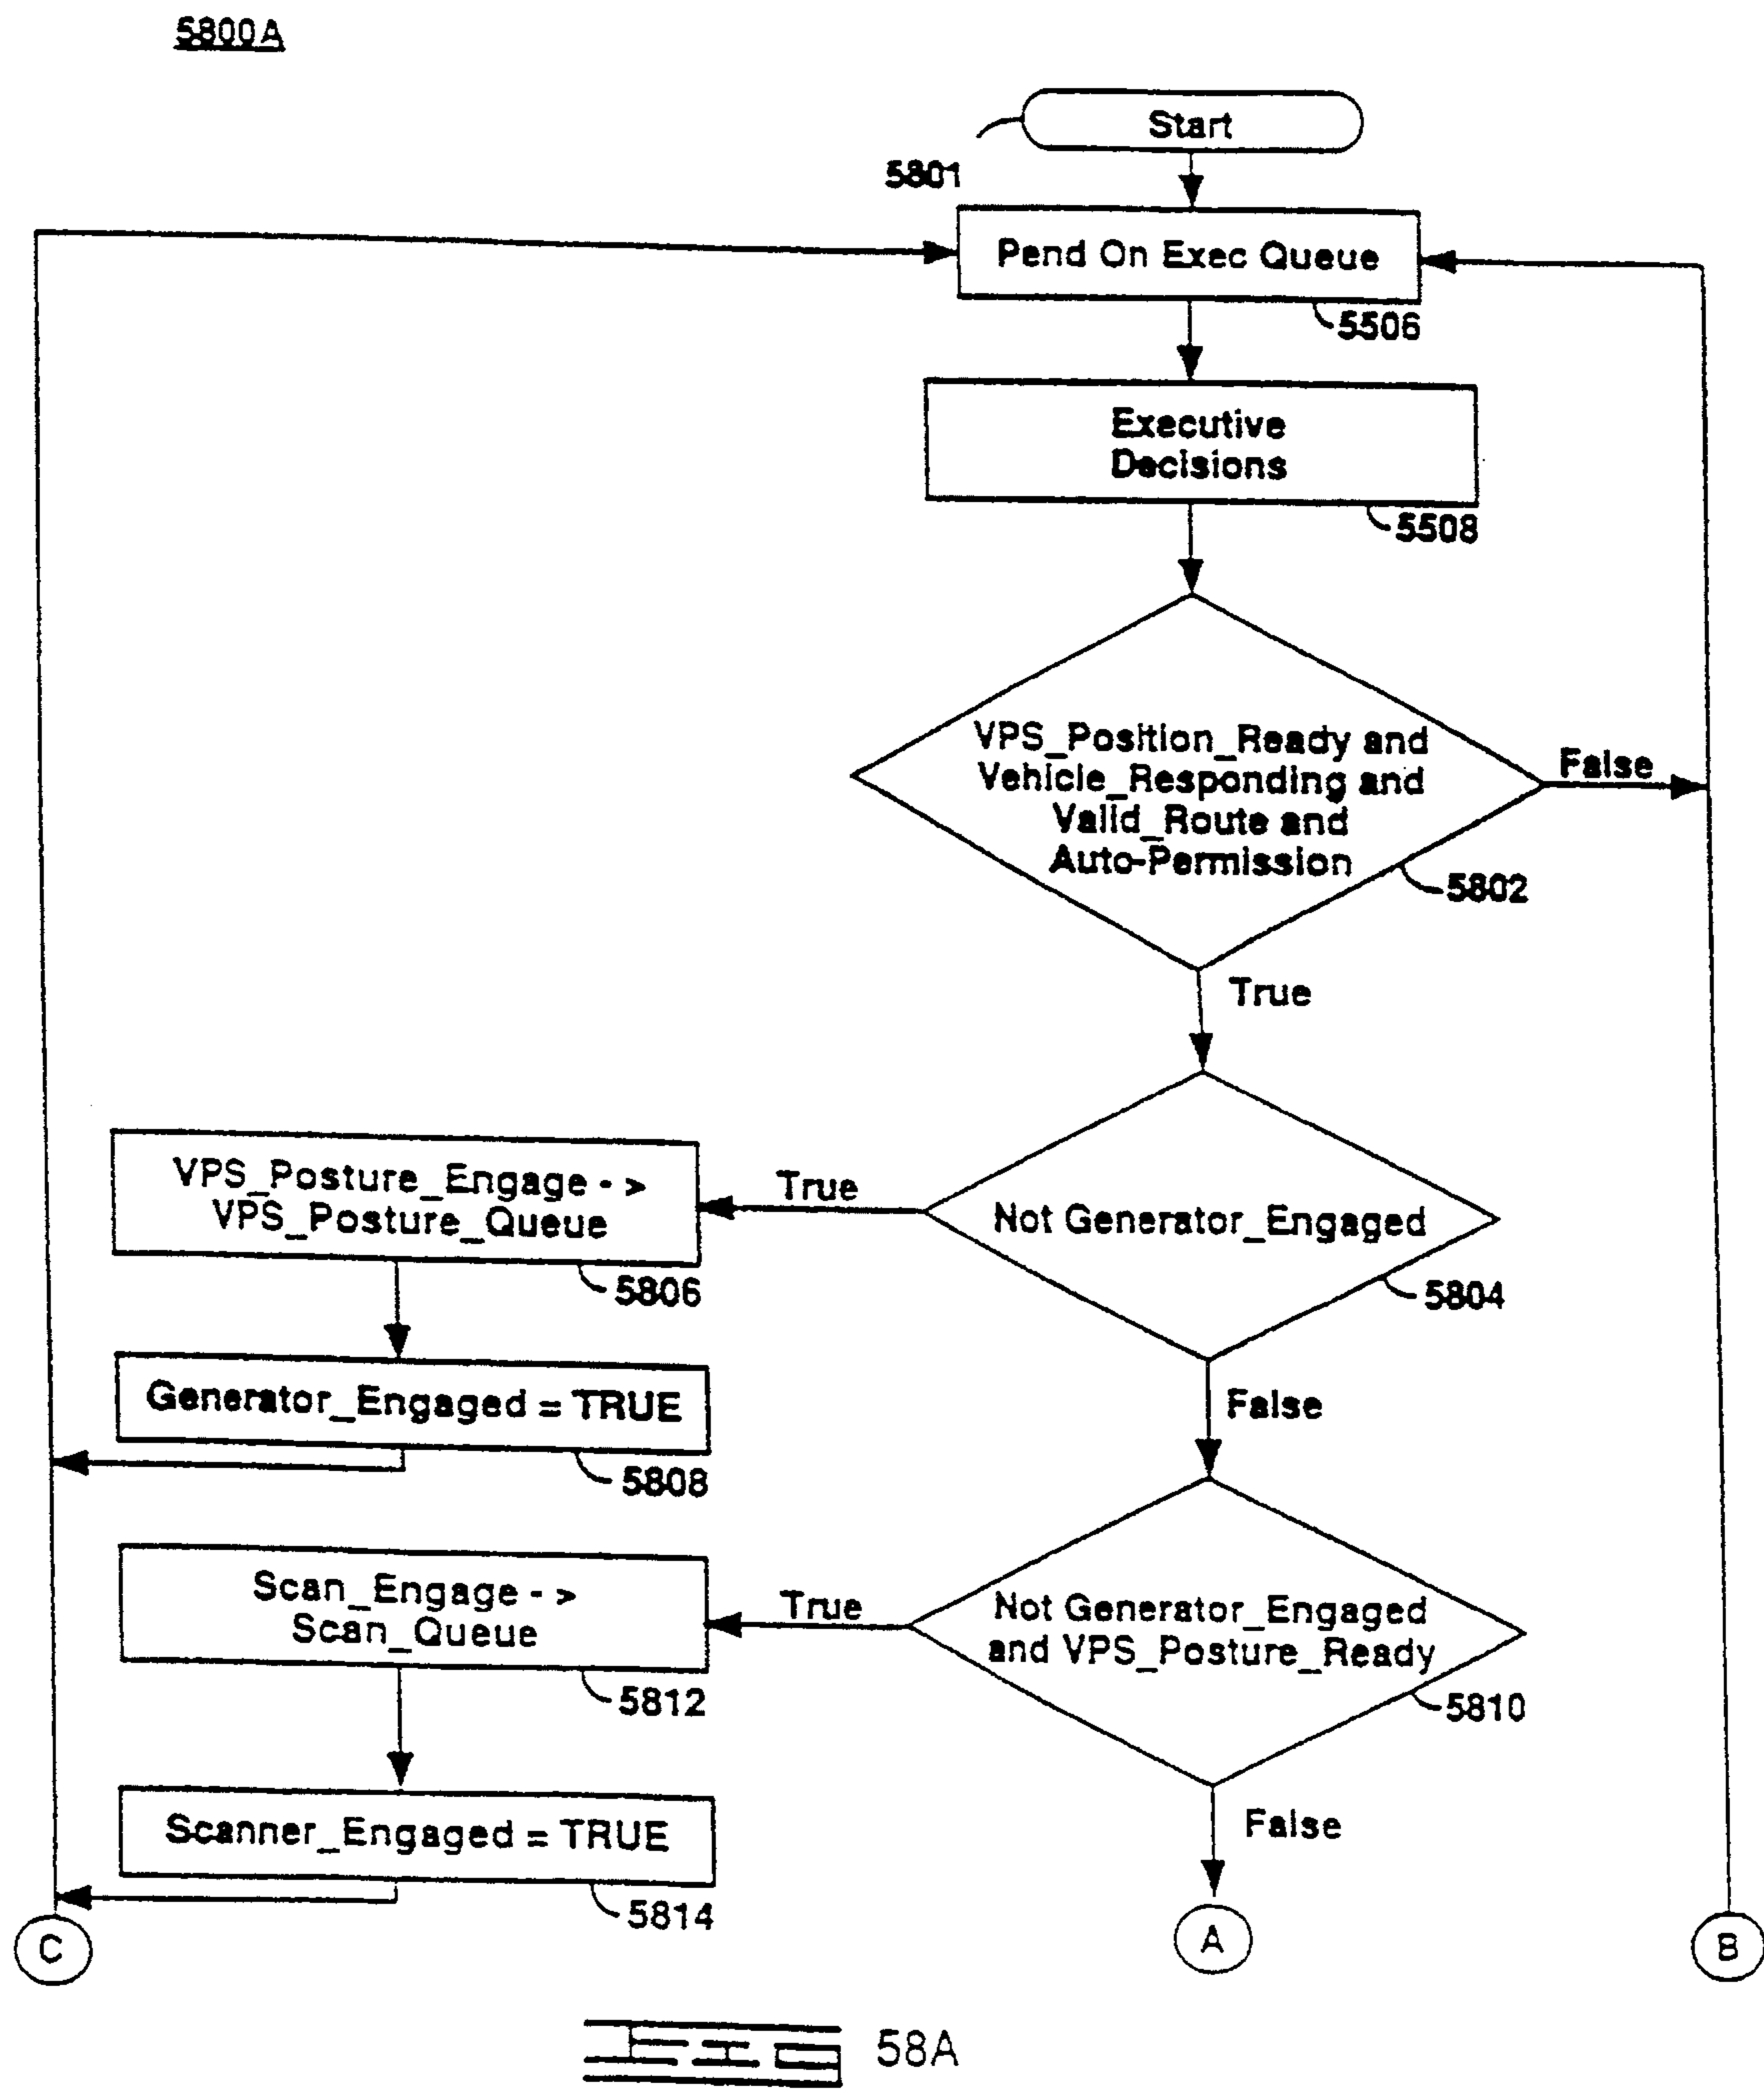 5800A
Start
5801
Pend On Exec Queue
5506
Executive
Decisions
5508
VPS_Position_Ready and
Vehicle_Responding and
Valid_Route and
Auto-Permission
False
5802
True
VPS_Posture_Engage - >
VPS_Posture_Queue
5806
True
Not Generator_Engaged
5804
Generator_Engaged = TRUE
5808
False
Scan_Engage - >
Scan_Queue
5812
True
Not Generator_Engaged
and VPS_Posture_Ready
5810
Scanner_Engaged = TRUE
5814
False
C
A
B
FIG 58A